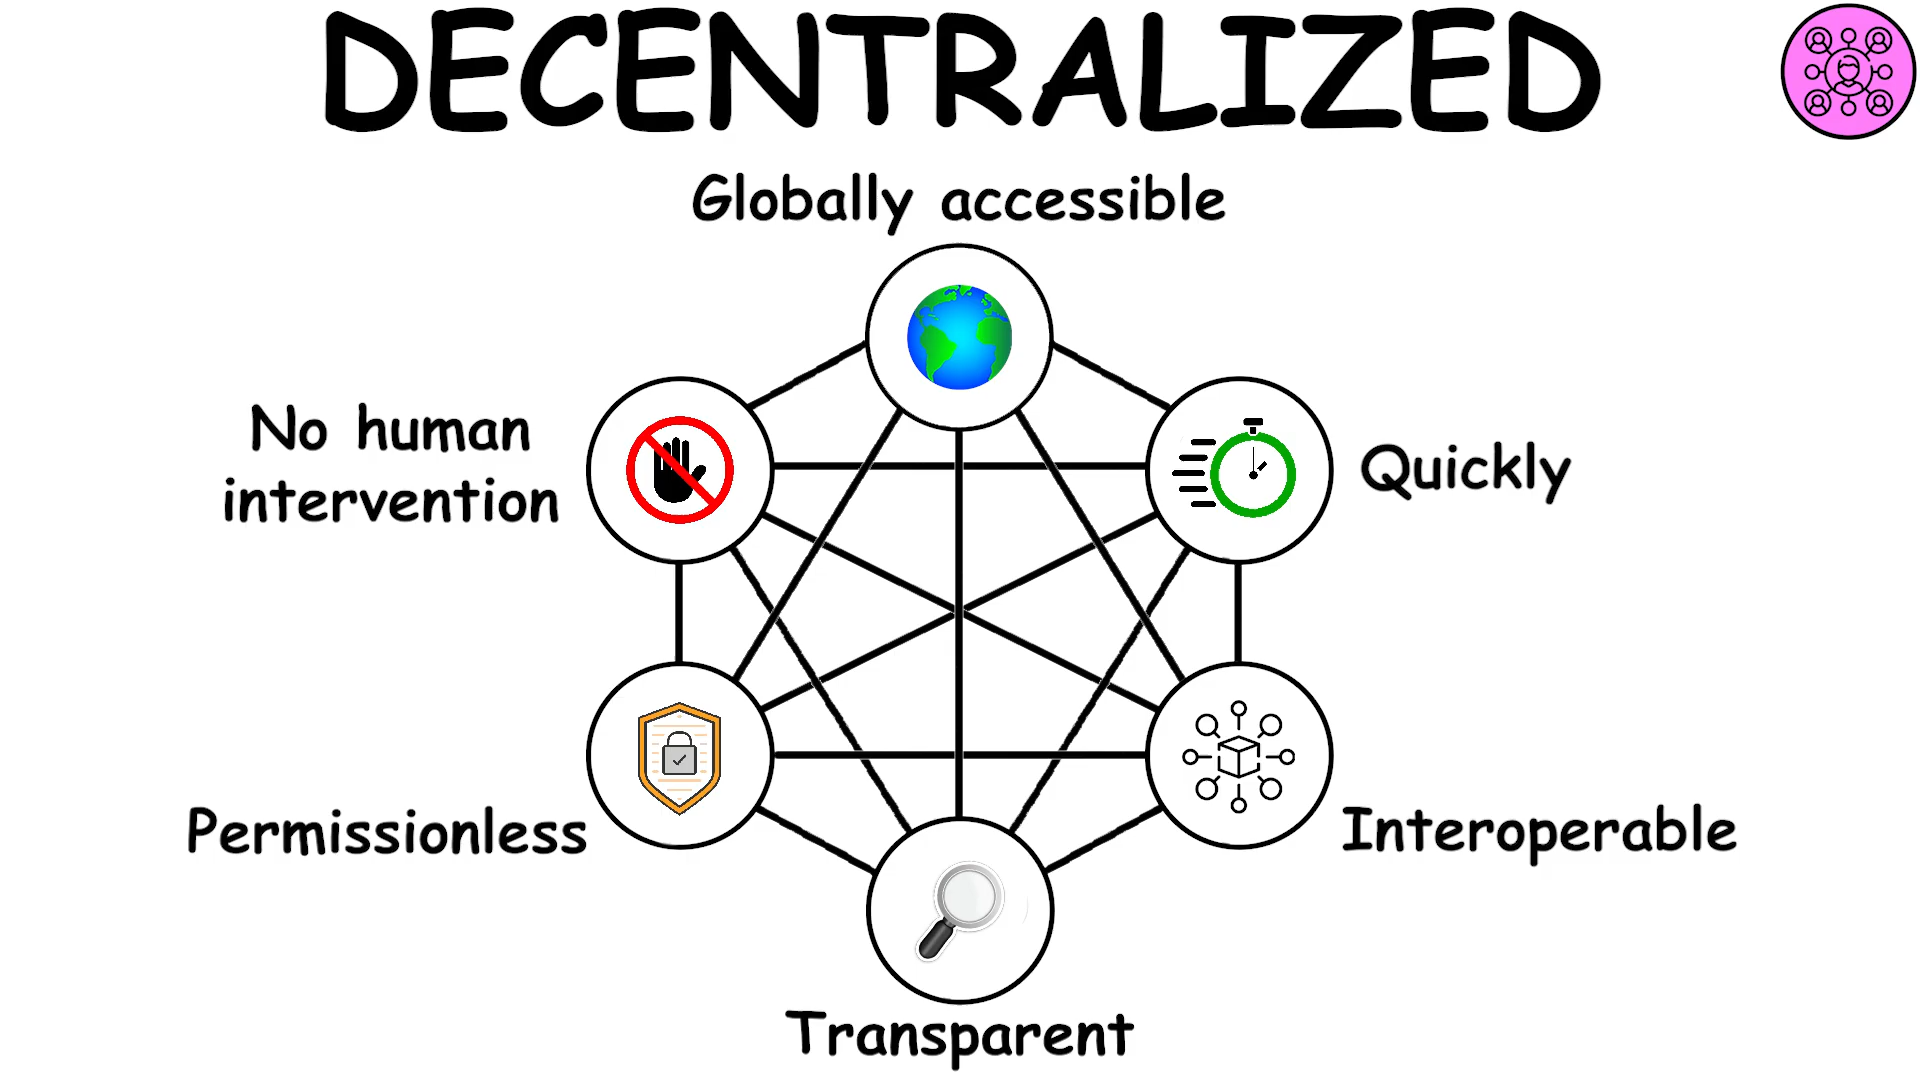 DECENTRALIZED
Globally accessible
No human
intervention
Quickly
Permissionless
Interoperable
Transparent